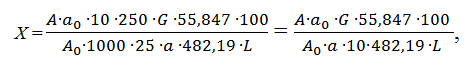 X = A·a₀·10·250·G·55,847·100 / A₀·1000·25·a·482,19·L = A·a₀·G·55,847·100 / A₀·a·10·482,19·L,